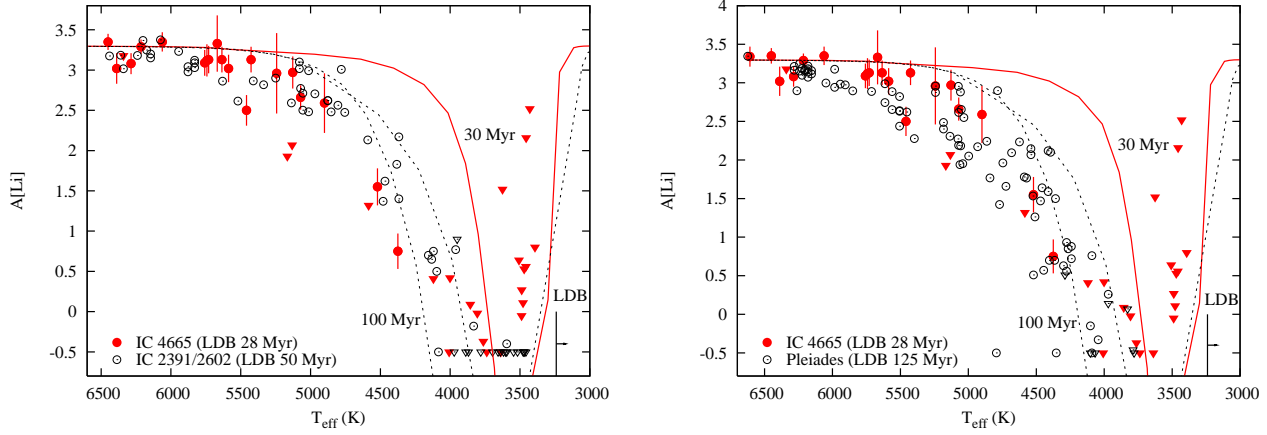 3.5
3
2.5
2
1.5
1
0.5
0
-0.5
A[Li]
30 Myr
100 Myr
LDB
IC 4665 (LDB 28 Myr)
IC 2391/2602 (LDB 50 Myr)
6500 6000 5500 5000 4500 4000 3500 3000
T_eff (K)
4
3.5
3
2.5
2
1.5
1
0.5
0
-0.5
A[Li]
30 Myr
100 Myr
LDB
IC 4665 (LDB 28 Myr)
Pleiades (LDB 125 Myr)
6500 6000 5500 5000 4500 4000 3500 3000
T_eff (K)